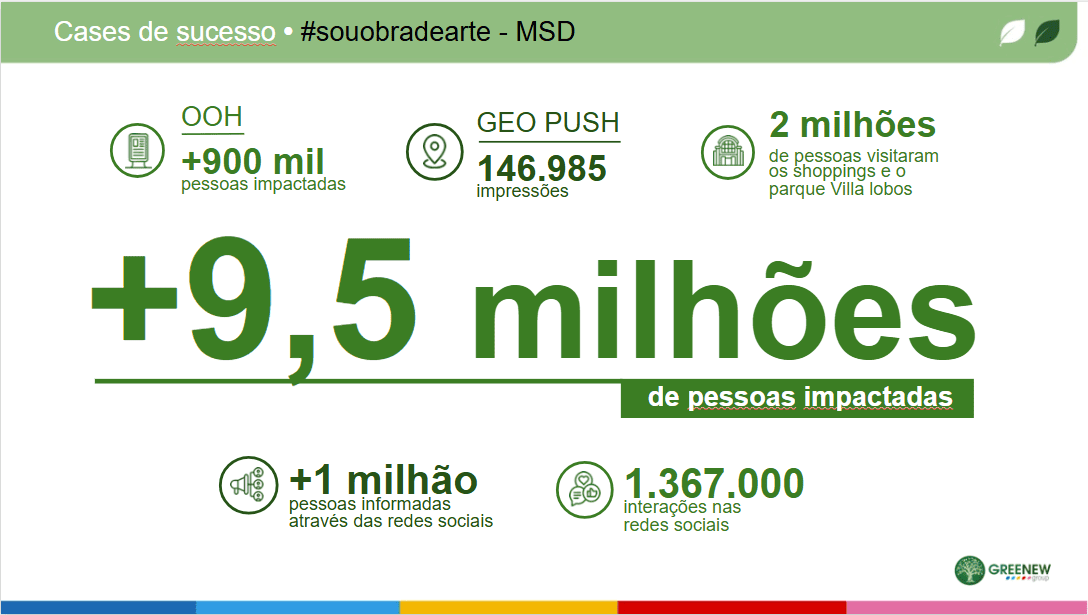 Cases de sucesso • #souobradearte - MSD
OOH
+900 mil
pessoas impactadas
GEO PUSH
146.985
impressões
2 milhões
de pessoas visitaram
os shoppings e o
parque Villa lobos
+9,5 milhões
de pessoas impactadas
+1 milhão
pessoas informadas
através das redes sociais
1.367.000
interações nas
redes sociais
GREENEW
group